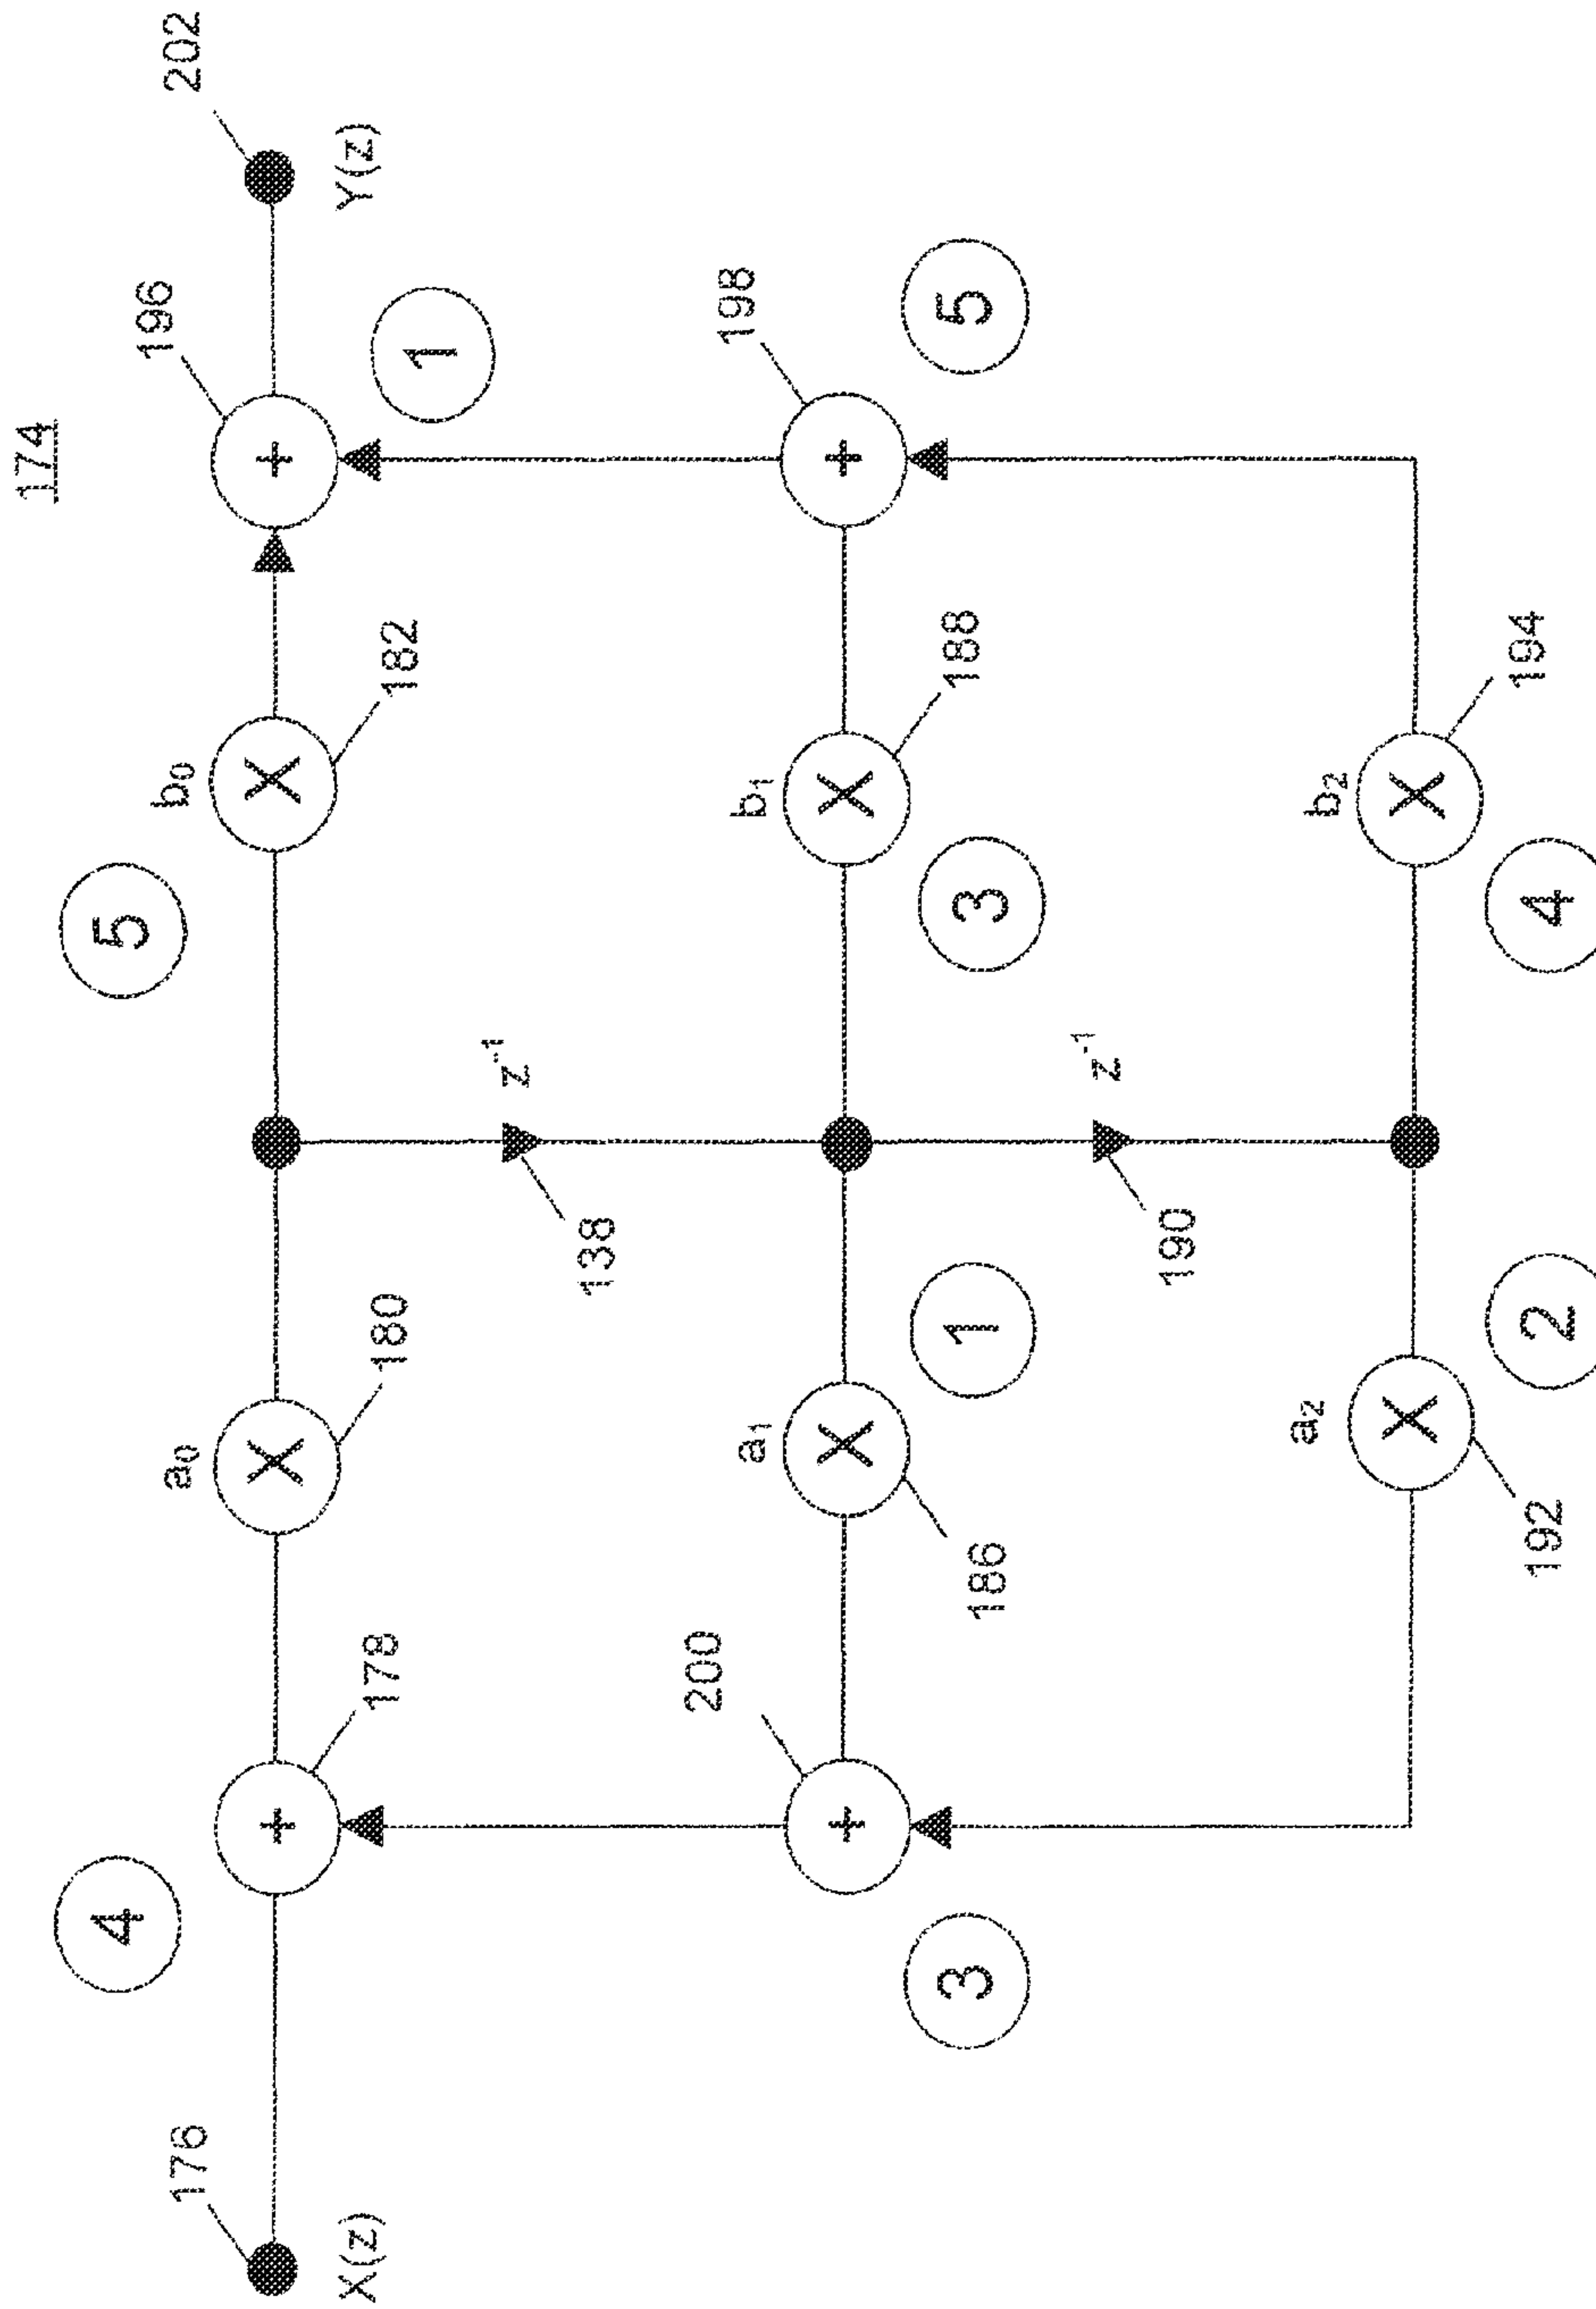 174
4
5
176
a₀
b₀
196
202
+
X
X
+
X(z)
178
180
182
Y(z)
1
z⁻¹
138
200
a₁
b₁
198
+
X
X
+
3
186
1
3
188
5
z⁻¹
190
a₂
b₂
X
X
192
2
4
194